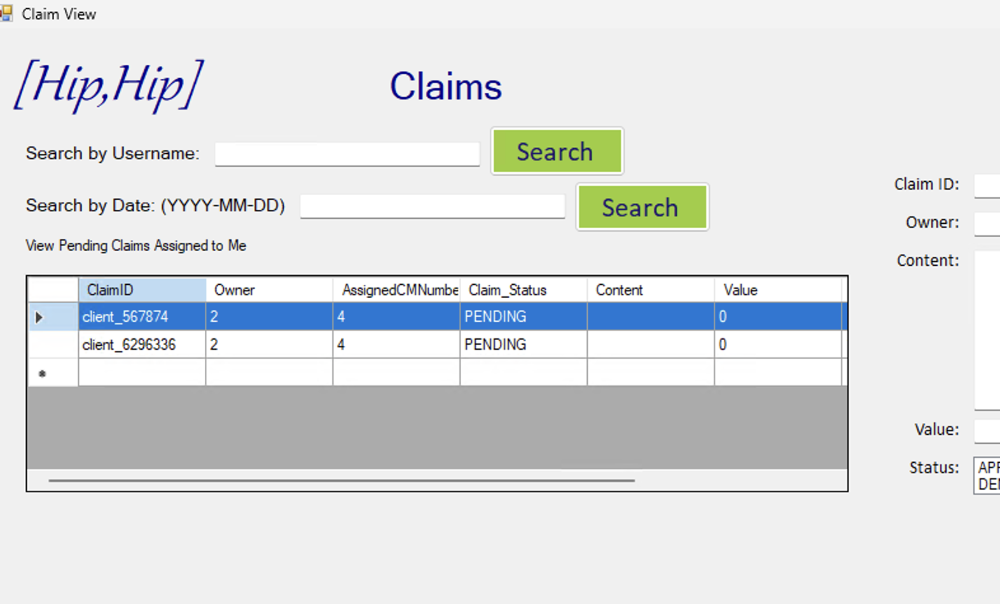 Claim View
[Hip,Hip]
Claims
Search by Username:
Search
Search by Date: (YYYY-MM-DD)
Search
View Pending Claims Assigned to Me
ClaimID Owner AssignedCMNumbe Claim_Status Content Value
client_567874 2 4 PENDING 0
client_6296336 2 4 PENDING 0
Claim ID:
Owner:
Content:
Value:
Status: